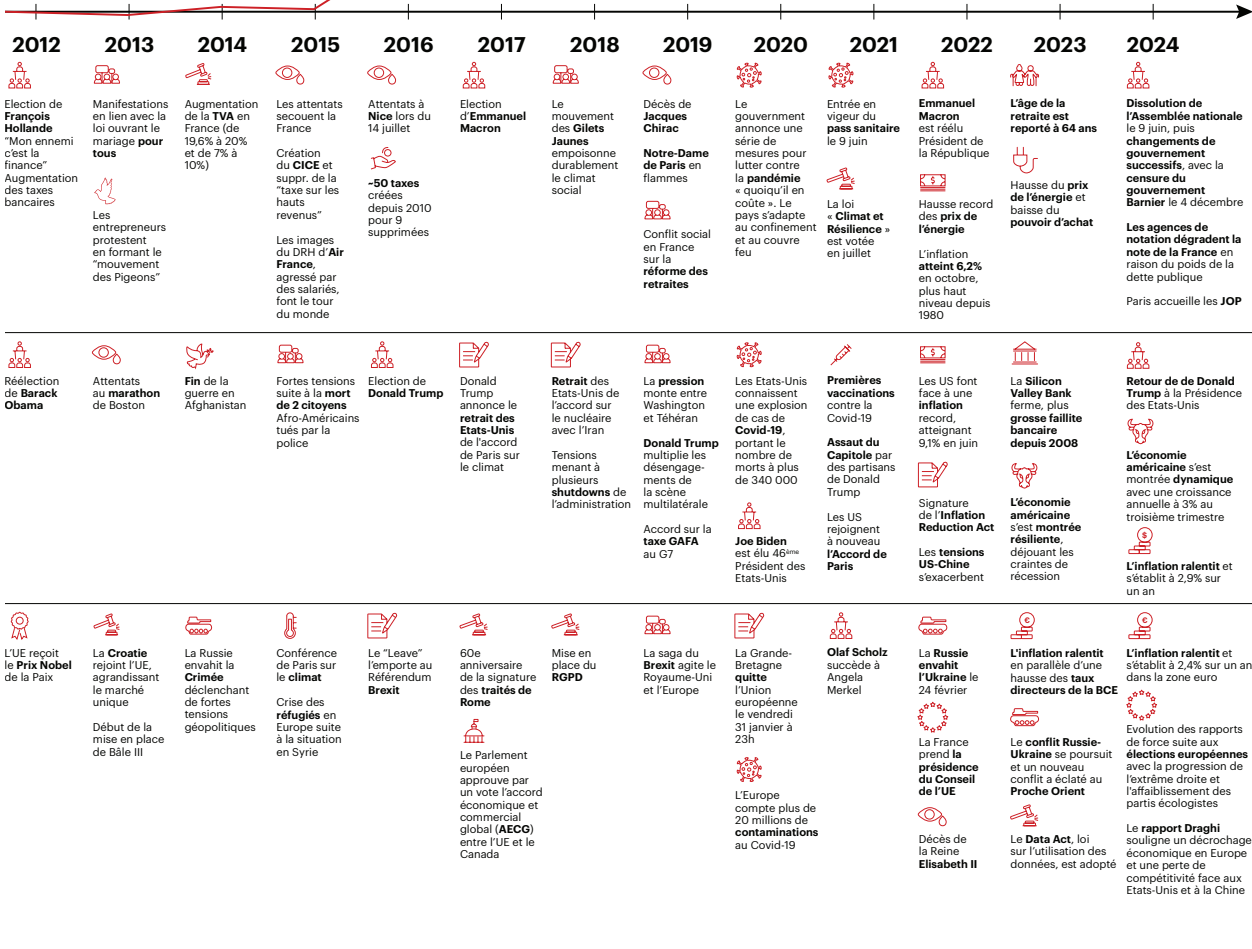 2012
2013
2014
2015
2016
2017
2018
2019
2020
2021
2022
2023
2024
Election de
François
Hollande
“Mon ennemi
c’est la
finance”
Augmentation
des taxes
bancaires
Manifestations
en lien avec la
loi ouvrant le
mariage pour
tous
Les
entrepreneurs
protestent
en formant le
“mouvement
des Pigeons”
Augmentation
de la TVA en
France (de
19,6% à 20%
et de 7% à
10%)
Les attentats
secouent la
France
Création
du CICE et
suppr. de la
“taxe sur les
hauts
revenus”
Les images
du DRH d’Air
France,
agressé par
des salariés,
font le tour
du monde
Attentats à
Nice lors du
14 juillet
~50 taxes
créées
depuis 2010
pour 9
supprimées
Election
d’Emmanuel
Macron
Le
mouvement
des Gilets
Jaunes
empoisonne
durablement
le climat
social
Décès de
Jacques
Chirac
Notre-Dame
de Paris en
flammes
Conflit social
en France
sur la
réforme des
retraites
Le
gouvernment
annonce une
série de
mesures pour
lutter contre
la pandémie
« quoiqu’il en
coûte ». Le
pays s’adapte
au confinement
et au couvre
feu
Entrée en
vigueur du
pass sanitaire
le 9 juin
La loi
« Climat et
Résilience »
est votée
en juillet
Emmanuel
Macron
est réélu
Président de
la République
Hausse record
des prix de
l’énergie
L’inflation
atteint 6,2%
en octobre,
plus haut
niveau depuis
1980
L’âge de la
retraite est
reporté à 64 ans
Hausse du prix
de l’énergie et
baisse du
pouvoir d’achat
Dissolution de
l’Assemblée nationale
le 9 juin, puis
changements de
gouvernement
successifs, avec la
censure du
gouvernement
Barnier le 4 décembre
Les agences de
notation dégradent la
note de la France en
raison du poids de la
dette publique
Paris accueille les JOP
Réélection
de Barack
Obama
Attentats
au marathon
de Boston
Fin de la
guerre en
Afghanistan
Fortes tensions
suite à la mort
de 2 citoyens
Afro-Américains
tués par la
police
Election de
Donald Trump
Donald
Trump
annonce le
retrait des
Etats-Unis
de l'accord
de Paris sur
le climat
Retrait des
Etats-Unis de
l’accord sur
le nucléaire
avec l’Iran
Tensions
menant à
plusieurs
shutdowns de
l’administration
La pression
monte entre
Washington
et Téhéran
Donald Trump
multiplie les
désengage-
ments de
la scène
multilatérale
Accord sur la
taxe GAFA
au G7
Les Etats-Unis
connaissent
une explosion
de cas de
Covid-19,
portant le
nombre de
morts à plus
de 340 000
Joe Biden
est élu 46ème
Président des
Etats-Unis
Premières
vaccinations
contre la
Covid-19
Assaut du
Capitole par
des partisans
de Donald
Trump
Les US
rejoignent
à nouveau
l’Accord de
Paris
Les US font
face à une
inflation
record,
atteignant
9,1% en juin
Signature
de l’Inflation
Reduction Act
Les tensions
US-Chine
s’exacerbent
La Silicon
Valley Bank
ferme, plus
grosse faillite
bancaire
depuis 2008
L’économie
américaine
s’est montrée
résiliente,
déjouant les
craintes de
récession
Retour de de Donald
Trump à la Présidence
des Etats-Unis
L’économie
américaine s’est
montrée dynamique
avec une croissance
annuelle à 3% au
troisième trimestre
L’inflation ralentit et
s’établit à 2,9% sur
un an
L’UE reçoit
le Prix Nobel
de la Paix
La Croatie
rejoint l’UE,
agrandissant
le marché
unique
Début de la
mise en place
de Bâle III
La Russie
envahit la
Crimée
déclenchant
de fortes
tensions
géopolitiques
Conférence
de Paris sur
le climat
Crise des
réfugiés en
Europe suite
à la situation
en Syrie
Le “Leave”
l’emporte au
Référendum
Brexit
60e
anniversaire
de la signature
des traités de
Rome
Le Parlement
européen
approuve par
un vote l’accord
économique et
commercial
global (AECG)
entre l’UE et le
Canada
Mise en
place du
RGPD
La saga du
Brexit agite le
Royaume-Uni
et l’Europe
La Grande-
Bretagne
quitte
l’Union
européenne
le vendredi
31 janvier à
23h
L’Europe
compte plus de
20 millions de
contaminations
au Covid-19
Olaf Scholz
succède à
Angela
Merkel
La Russie
envahit
l’Ukraine le
24 février
La France
prend la
présidence
du Conseil
de l’UE
Décès de
la Reine
Elisabeth II
L'inflation ralentit
en parallèle d’une
hausse des taux
directeurs de la BCE
Le conflit Russie-
Ukraine se poursuit
et un nouveau
conflit a éclaté au
Proche Orient
Le Data Act, loi
sur l’utilisation des
données, est adopté
L’inflation ralentit et
s’établit à 2,4% sur un an
dans la zone euro
Evolution des rapports
de force suite aux
élections européennes
avec la progression de
l’extrême droite et
l’affaiblissement des
partis écologistes
Le rapport Draghi
souligne un décrochage
économique en Europe
et une perte de
compétitivité face aux
Etats-Unis et à la Chine